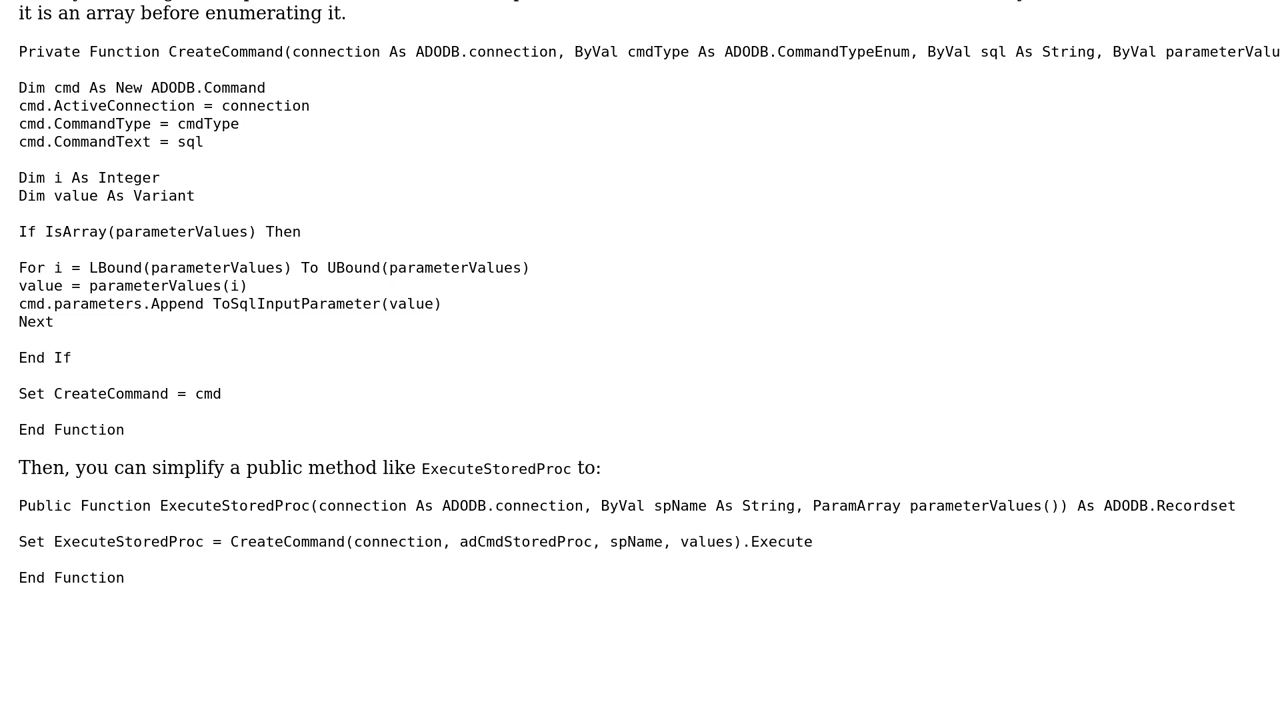 it is an array before enumerating it.
Private Function CreateCommand(connection As ADODB.connection, ByVal cmdType As ADODB.CommandTypeEnum, ByVal sql As String, ByVal parameterValu
Dim cmd As New ADODB.Command
cmd.ActiveConnection = connection
cmd.CommandType = cmdType
cmd.CommandText = sql
Dim i As Integer
Dim value As Variant
If IsArray(parameterValues) Then
For i = LBound(parameterValues) To UBound(parameterValues)
value = parameterValues(i)
cmd.parameters.Append ToSqlInputParameter(value)
Next
End If
Set CreateCommand = cmd
End Function
Then, you can simplify a public method like ExecuteStoredProc to:
Public Function ExecuteStoredProc(connection As ADODB.connection, ByVal spName As String, ParamArray parameterValues()) As ADODB.Recordset
Set ExecuteStoredProc = CreateCommand(connection, adCmdStoredProc, spName, values).Execute
End Function